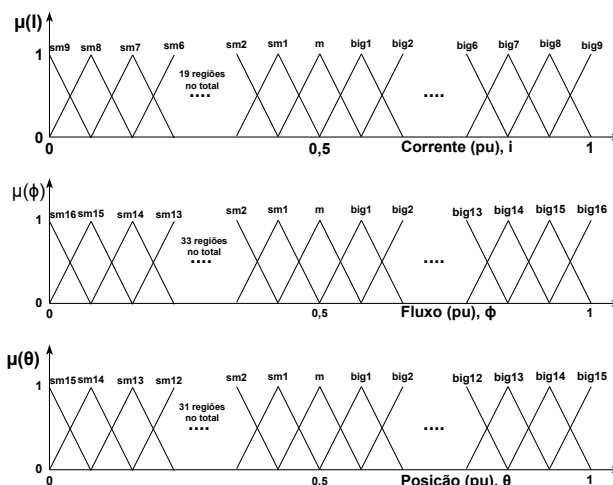 μ(I)
sm9 sm8 sm7 sm6 sm2 sm1 m big1 big2 big6 big7 big8 big9
1
19 regiões
no total
.... ....
0
0 0,5 1
Corrente (pu), i
μ(ϕ)
sm16 sm15 sm14 sm13 sm2 sm1 m big1 big2 big13 big14 big15 big16
1
33 regiões
no total
.... ....
0
0 0,5 1
Fluxo (pu), ϕ
μ(θ)
sm15 sm14 sm13 sm12 sm2 sm1 m big1 big2 big12 big13 big14 big15
1
31 regiões
no total
.... ....
0
0 0,5 1
Posição (pu), θ